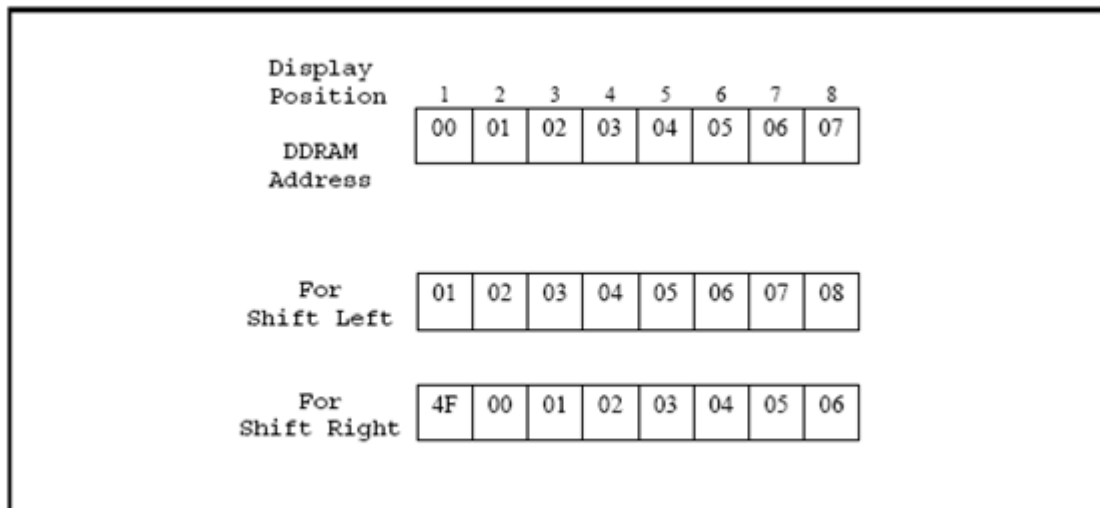 Display
Position 1 2 3 4 5 6 7 8
00 01 02 03 04 05 06 07
DDRAM
Address
For
Shift Left 01 02 03 04 05 06 07 08
For
Shift Right 4F 00 01 02 03 04 05 06